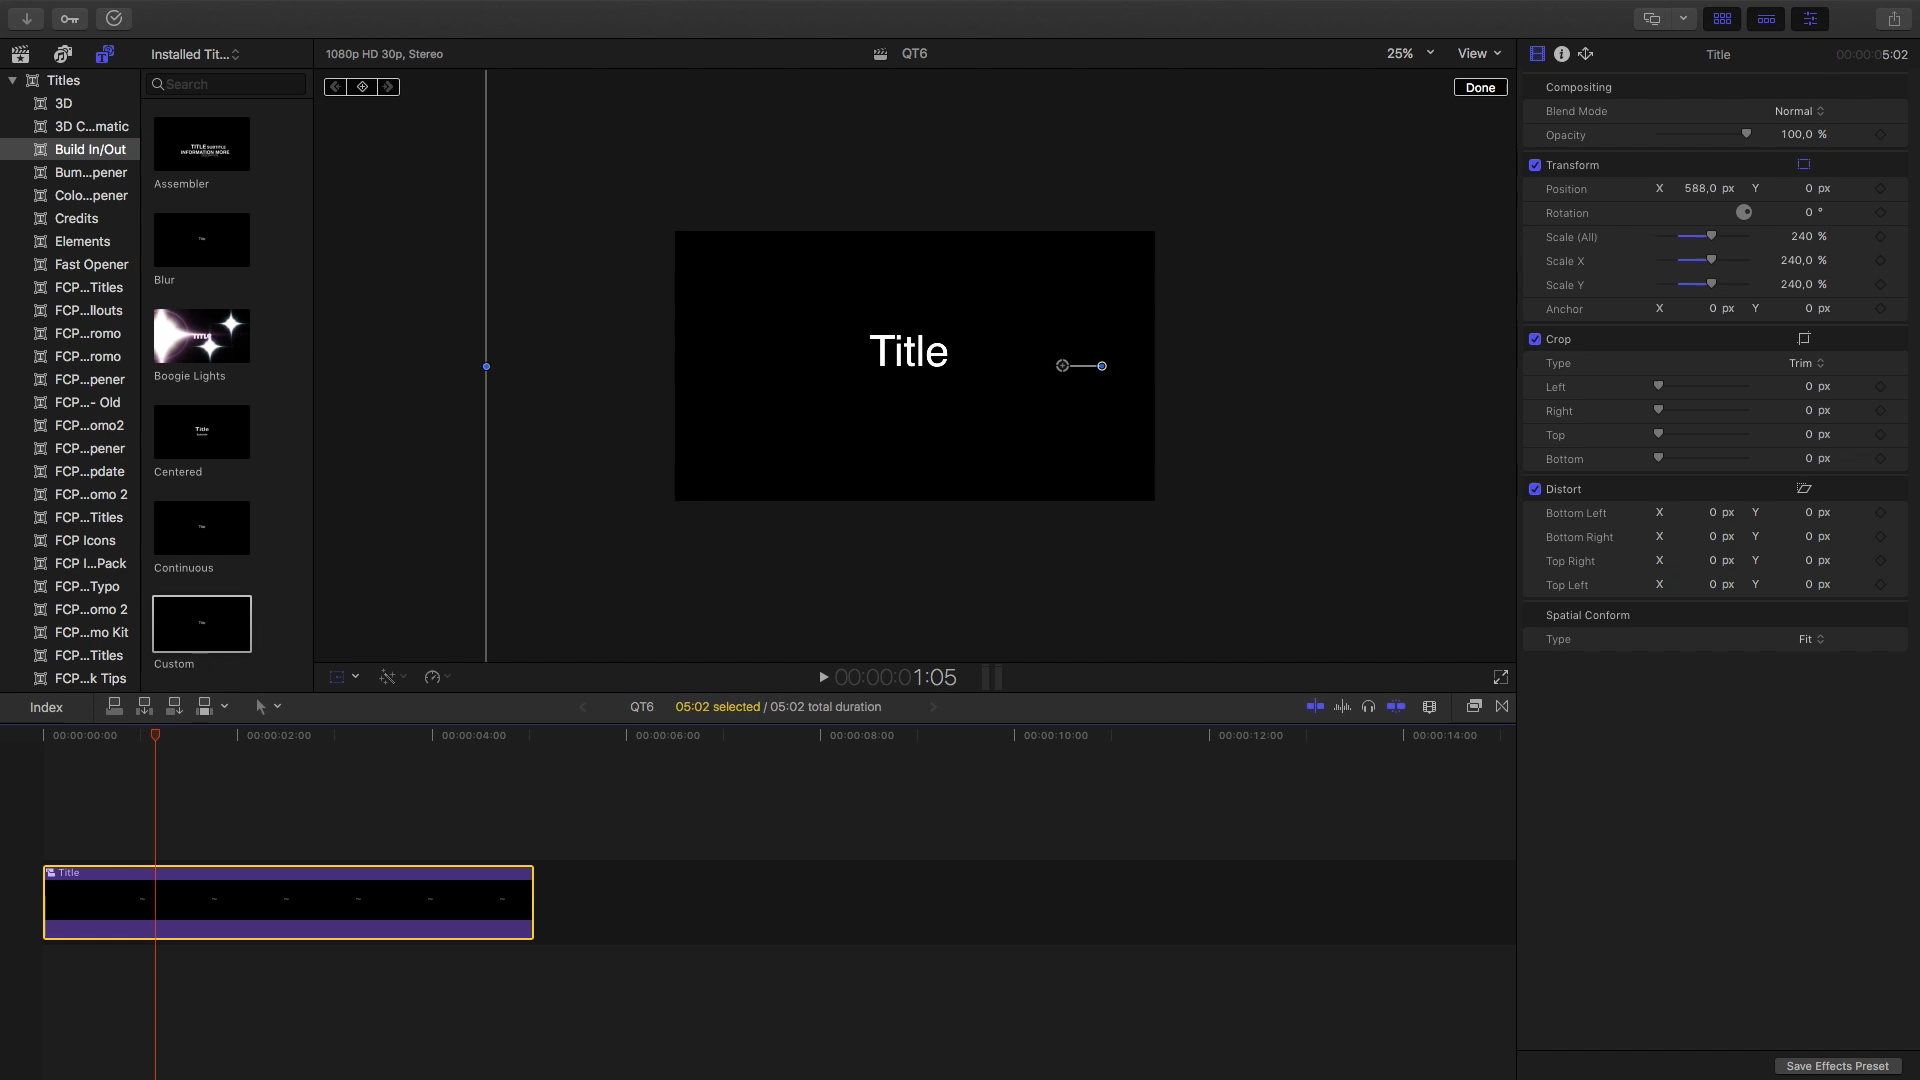 Installed Tit...
1080p HD 30p, Stereo
QT6
25%
View
Title
00:00:05:02
Titles
3D
3D C...matic
Build In/Out
Bum...pener
Colo...pener
Credits
Elements
Fast Opener
FCP...Titles
FCP...llouts
FCP...romo
FCP...romo
FCP...pener
FCP...- Old
FCP...omo2
FCP...pener
FCP...pdate
FCP...omo 2
FCP...Titles
FCP Icons
FCP I...Pack
FCP...Typo
FCP...omo 2
FCP...mo Kit
FCP...Titles
FCP...k Tips
Search
TITLE SUBTITLE
INFORMATION MORE
Assembler
Title
Blur
TITLE
Boogie Lights
Title
Centered
Title
Continuous
Title
Custom
Done
Title
00:00:01:05
Compositing
Blend Mode Normal
Opacity 100,0 %
Transform
Position X 588,0 px Y 0 px
Rotation 0 °
Scale (All) 240 %
Scale X 240,0 %
Scale Y 240,0 %
Anchor X 0 px Y 0 px
Crop
Type Trim
Left 0 px
Right 0 px
Top 0 px
Bottom 0 px
Distort
Bottom Left X 0 px Y 0 px
Bottom Right X 0 px Y 0 px
Top Right X 0 px Y 0 px
Top Left X 0 px Y 0 px
Spatial Conform
Type Fit
Index
QT6
05:02 selected / 05:02 total duration
00:00:00:00
00:00:02:00
00:00:04:00
00:00:06:00
00:00:08:00
00:00:10:00
00:00:12:00
00:00:14:00
Title
Save Effects Preset